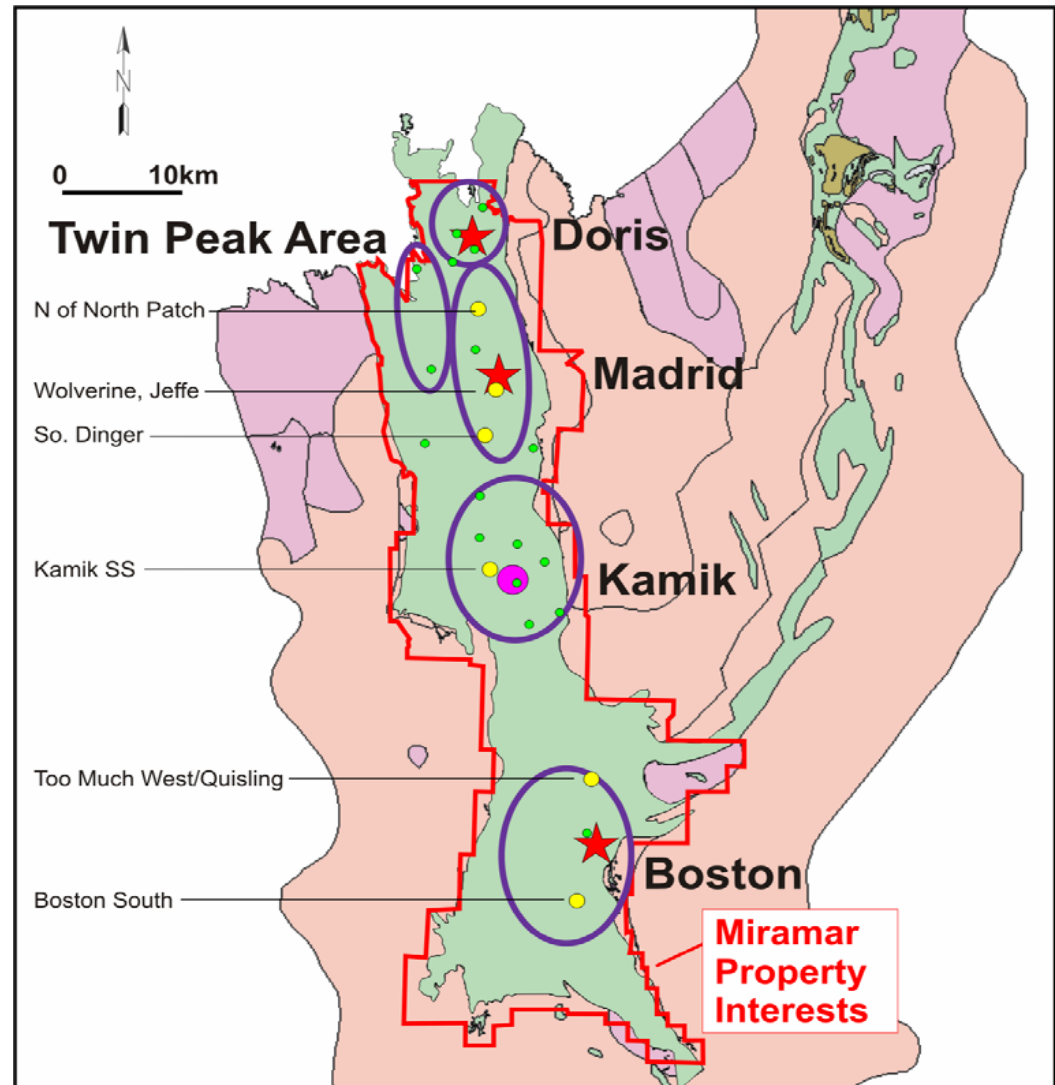 N
0 10km
Twin Peak Area
Doris
N of North Patch
Madrid
Wolverine, Jeffe
So. Dinger
Kamik SS
Kamik
Too Much West/Quisling
Boston
Boston South
Miramar
Property
Interests